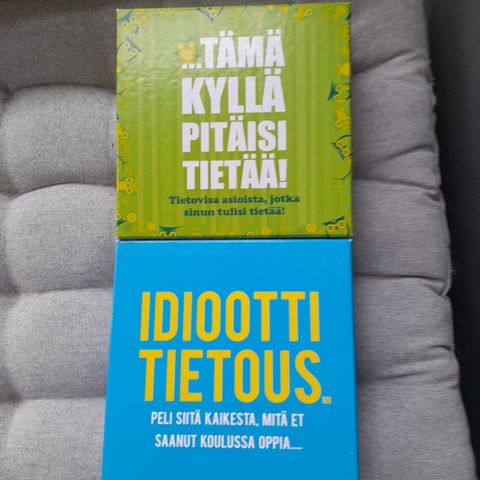 ...TÄMÄ
KYLLÄ
PITÄISI
TIETÄÄ!
Tietovisa asioista, jotka
sinun tulisi tietää!
IDIOOTTI
TIETOUS
PELI SIITÄ KAIKESTA, MITÄ ET
SAANUT KOULUSSA OPPIA....